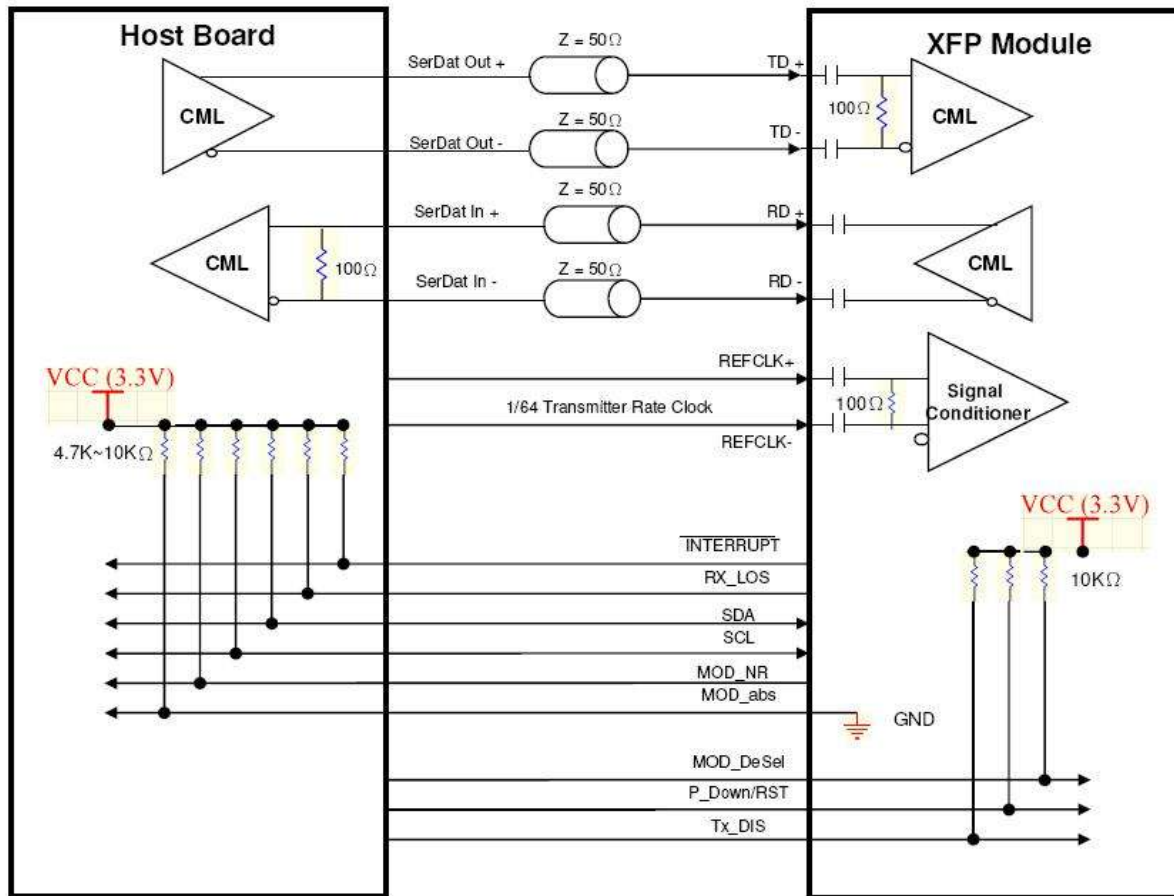 Host Board
XFP Module
CML
SerDat Out +
Z = 50Ω
TD +
100Ω
CML
SerDat Out -
Z = 50Ω
TD -
CML
100Ω
SerDat In +
Z = 50Ω
RD +
CML
SerDat In -
Z = 50Ω
RD -
REFCLK+
1/64 Transmitter Rate Clock
REFCLK-
100Ω
Signal
Conditioner
VCC (3.3V)
4.7K~10KΩ
VCC (3.3V)
10KΩ
INTERRUPT
RX_LOS
SDA
SCL
MOD_NR
MOD_abs
GND
MOD_DeSel
P_Down/RST
Tx_DIS